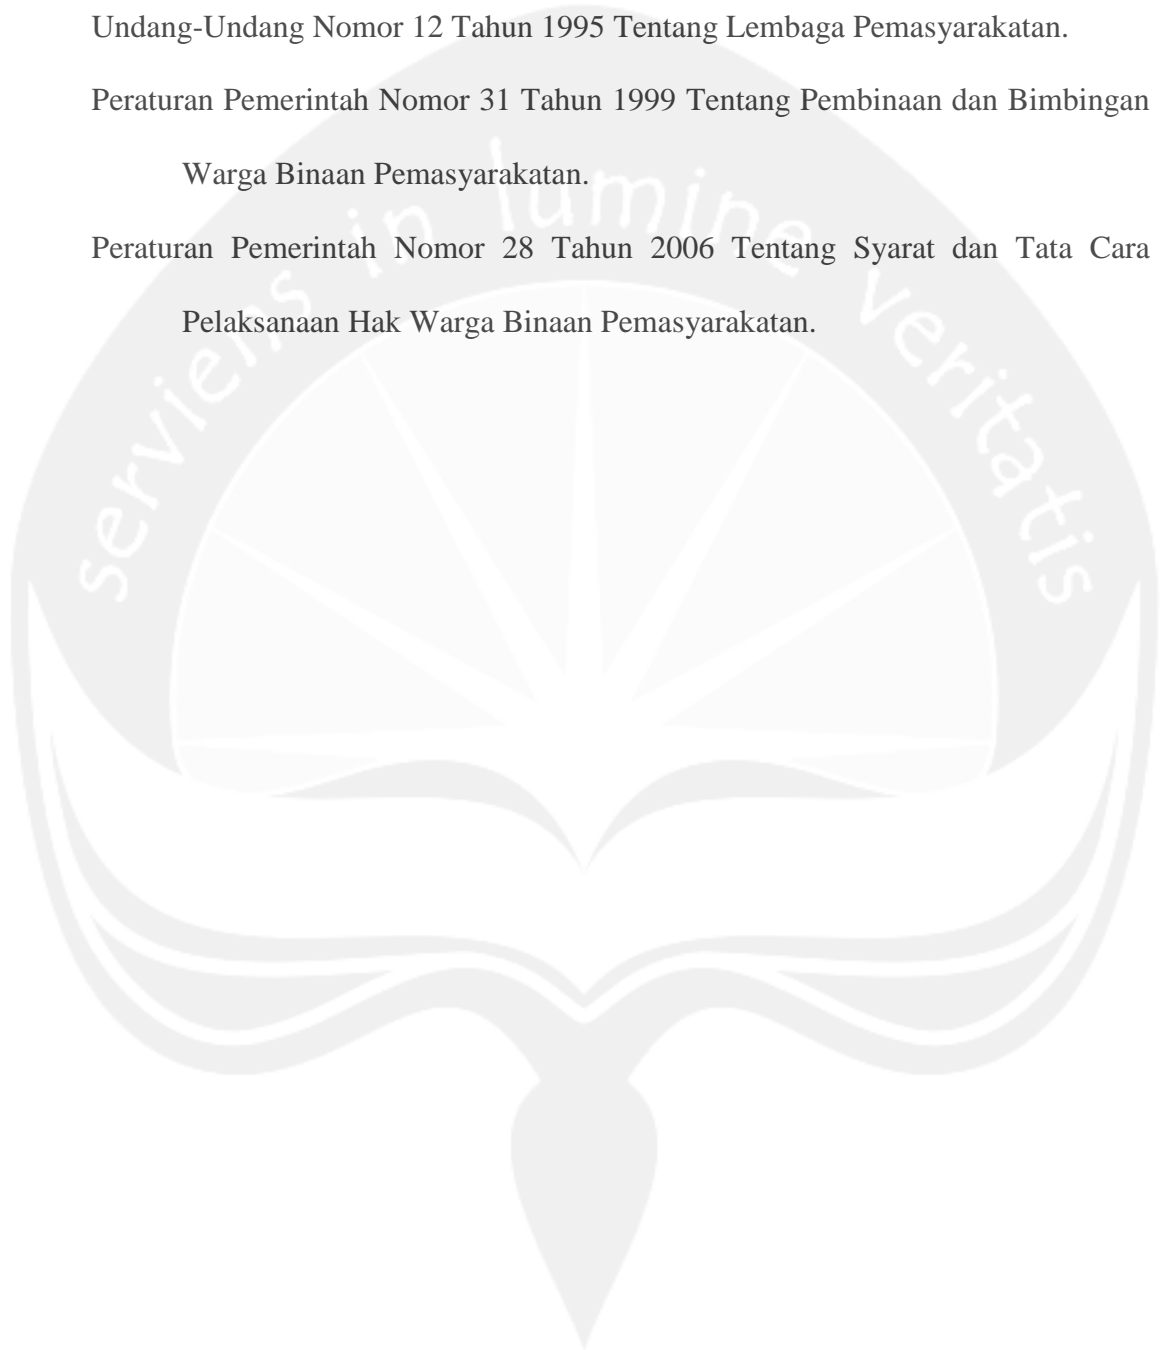 Undang-Undang Nomor 12 Tahun 1995 Tentang Lembaga Pemasyarakatan.
Peraturan Pemerintah Nomor 31 Tahun 1999 Tentang Pembinaan dan Bimbingan
Warga Binaan Pemasyarakatan.
Peraturan Pemerintah Nomor 28 Tahun 2006 Tentang Syarat dan Tata Cara
Pelaksanaan Hak Warga Binaan Pemasyarakatan.
serviens in lumine veritatis